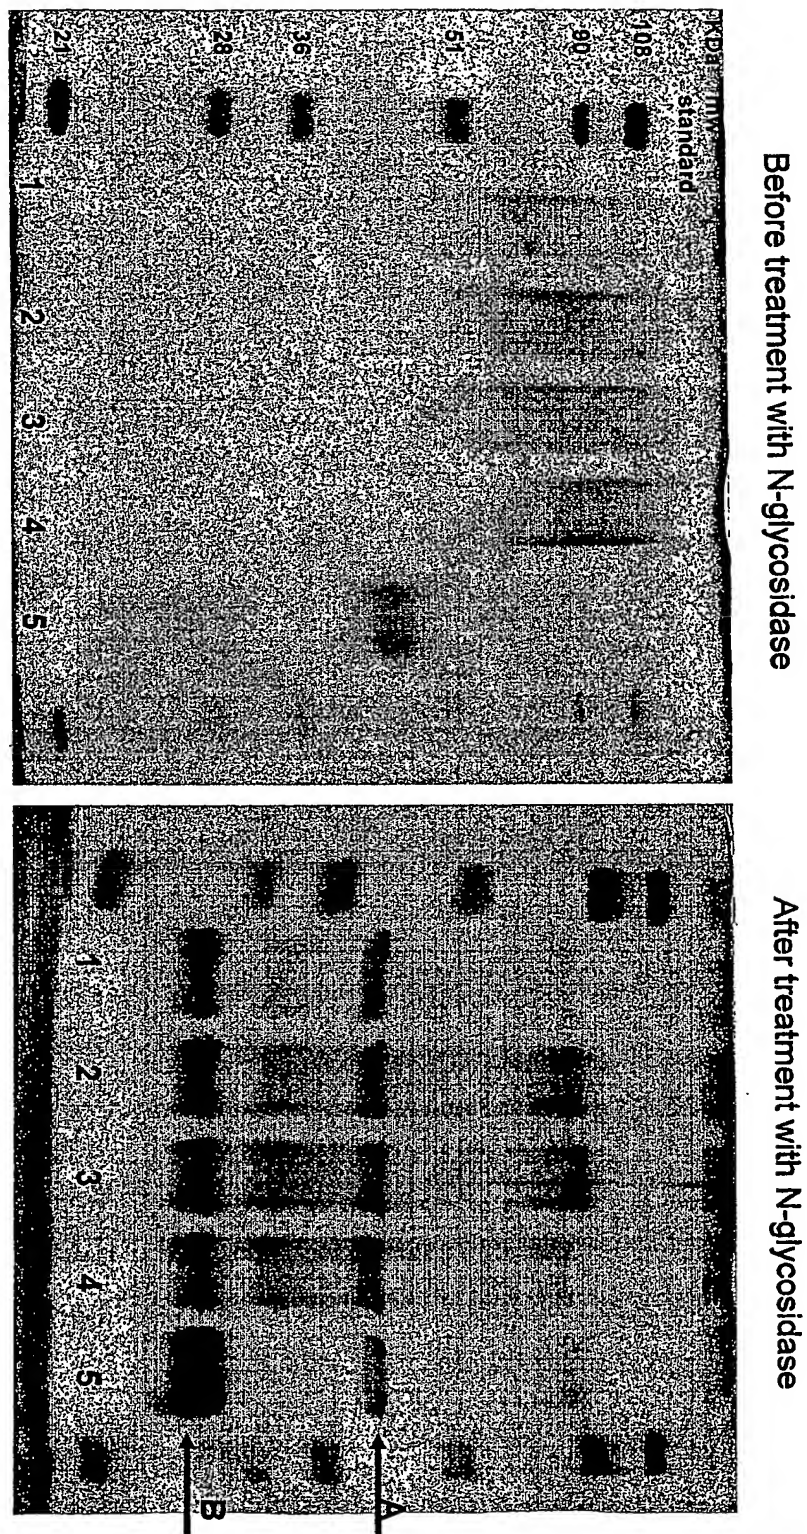 Before treatment with N-glycosidase
kDa mw
standard
108
90
51
36
28
21
1 2 3 4 5
After treatment with N-glycosidase
1 2 3 4 5
A
B